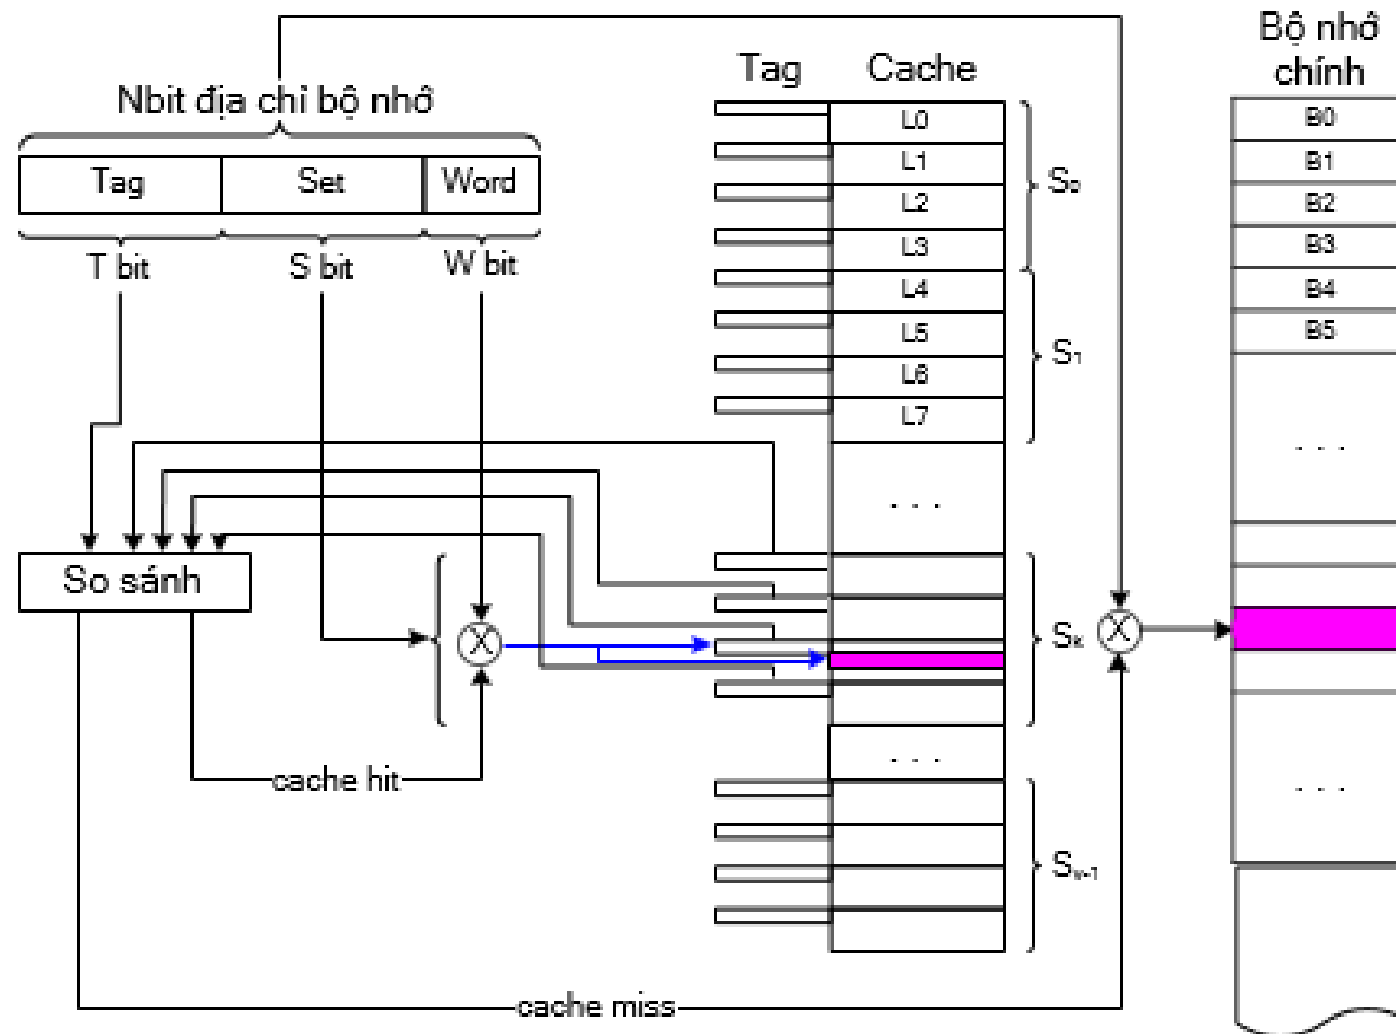 Bộ nhớ
chính
Tag
Cache
Nbit địa chỉ bộ nhớ
Tag
Set
Word
T bit
S bit
W bit
L0
L1
L2
L3
L4
L5
L6
L7
. . .
S₀
S₁
B0
B1
B2
B3
B4
B5
. . .
So sánh
X
Sₖ
X
cache hit
. . .
. . .
Sᵥ₋₁
cache miss